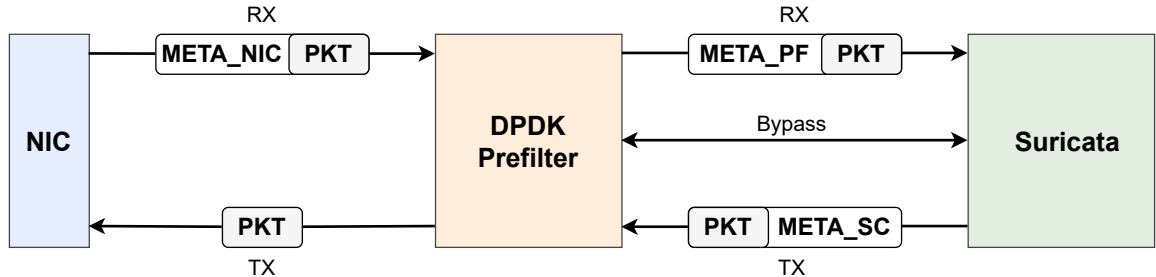 RX
RX
META_NIC PKT
META_PF PKT
NIC
DPDK
Prefilter
Bypass
Suricata
PKT
PKT META_SC
TX
TX